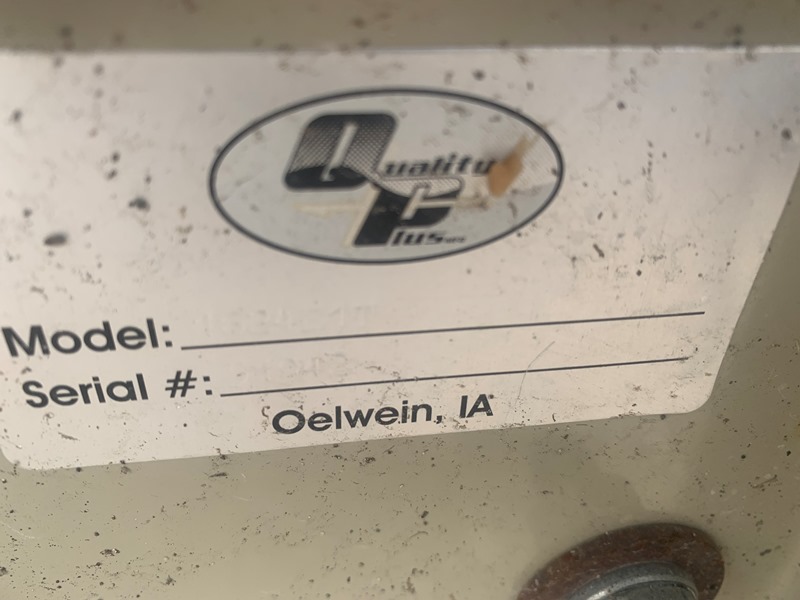 Quality
Plus
Model:
Serial #:
Oelwein, IA